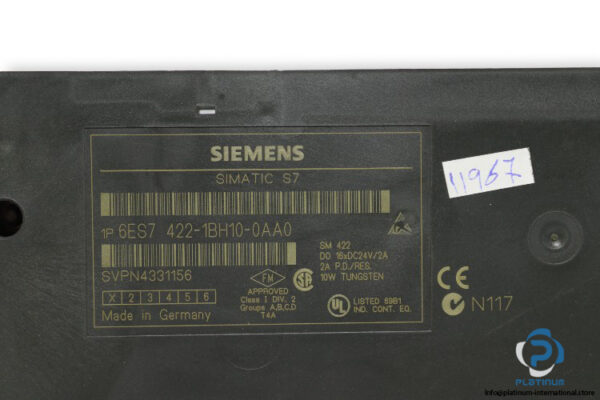 SIEMENS
SIMATIC S7
11967
1P 6ES7 422-1BH10-0AA0
SVPN4331156
X 2 3 4 5 6
Made in Germany
FM
APPROVED
Class I DIV. 2
Groups A,B,C,D
T4A
SM 422
DO 16xDC24V/2A
2A P.D./RES.
10W TUNGSTEN
UL LISTED 69B1
IND. CONT. EQ.
CE
N117
PLATINUM
info@platinum-international.store